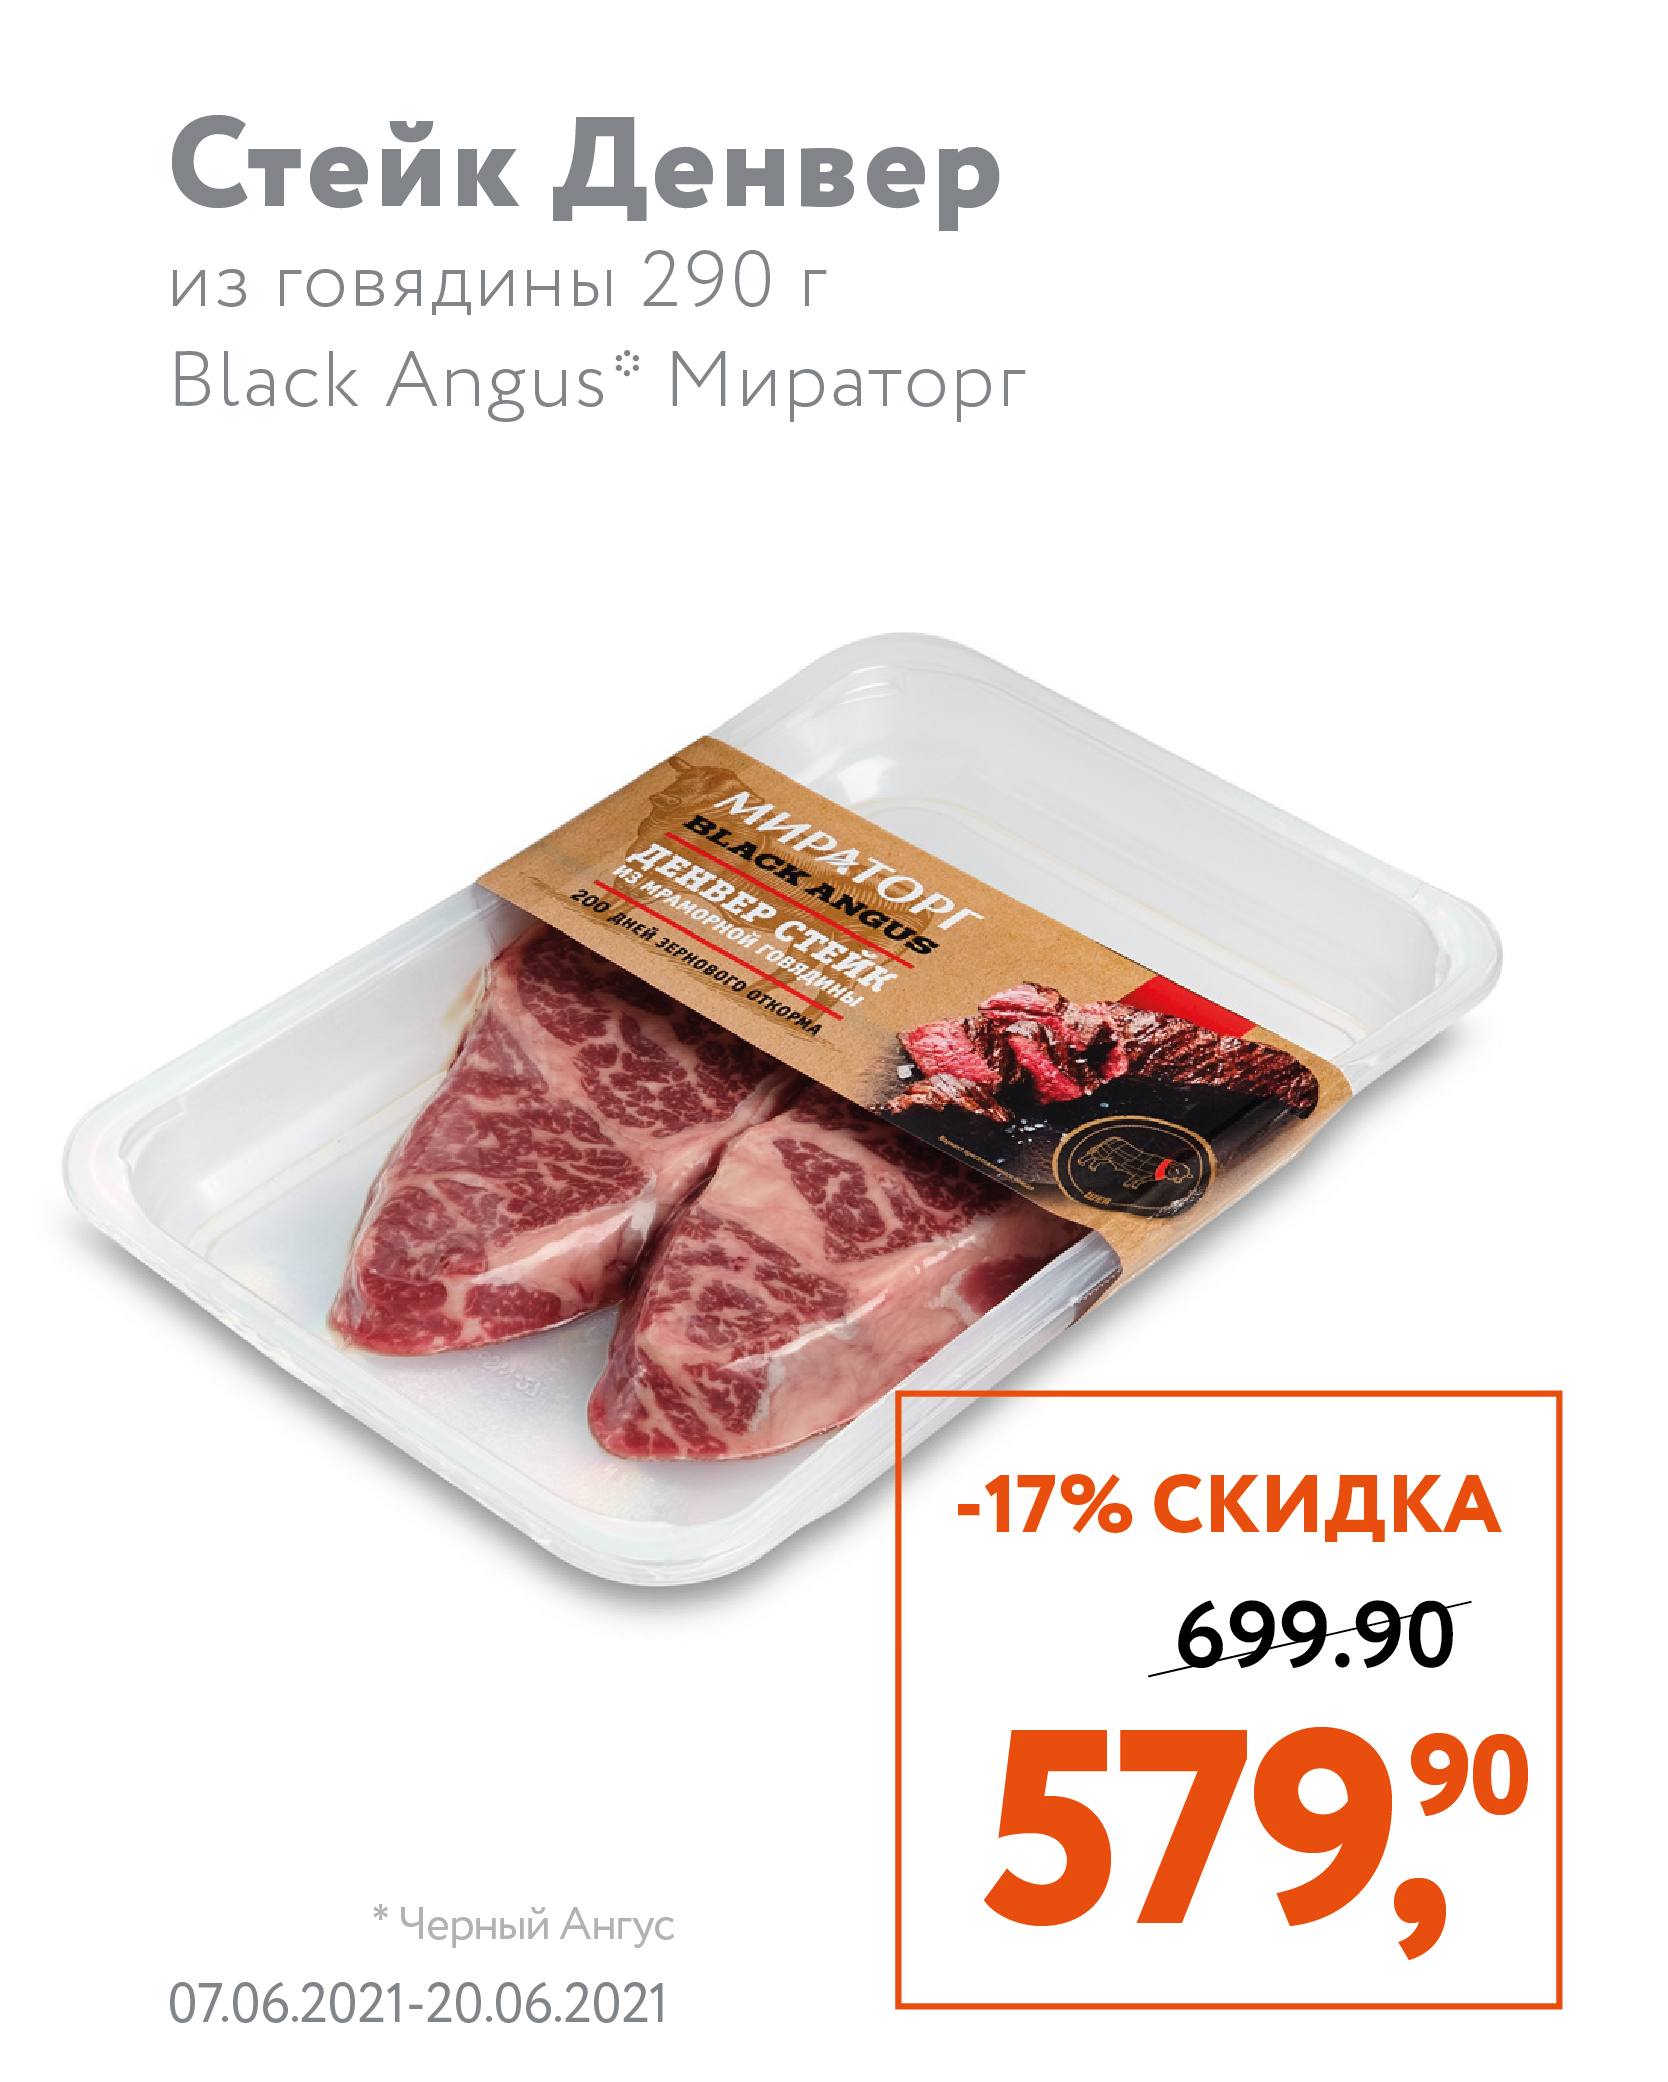 Стейк Денвер
из говядины 290 г
Black Angus* Мираторг
МИРАТОРГ
BLACK ANGUS
ДЕНВЕР СТЕЙК
ИЗ МРАМОРНОЙ ГОВЯДИНЫ
200 ДНЕЙ ЗЕРНОВОГО ОТКОРМА
ШЕЯ
-17% СКИДКА
699.90
579,90
* Черный Ангус
07.06.2021-20.06.2021